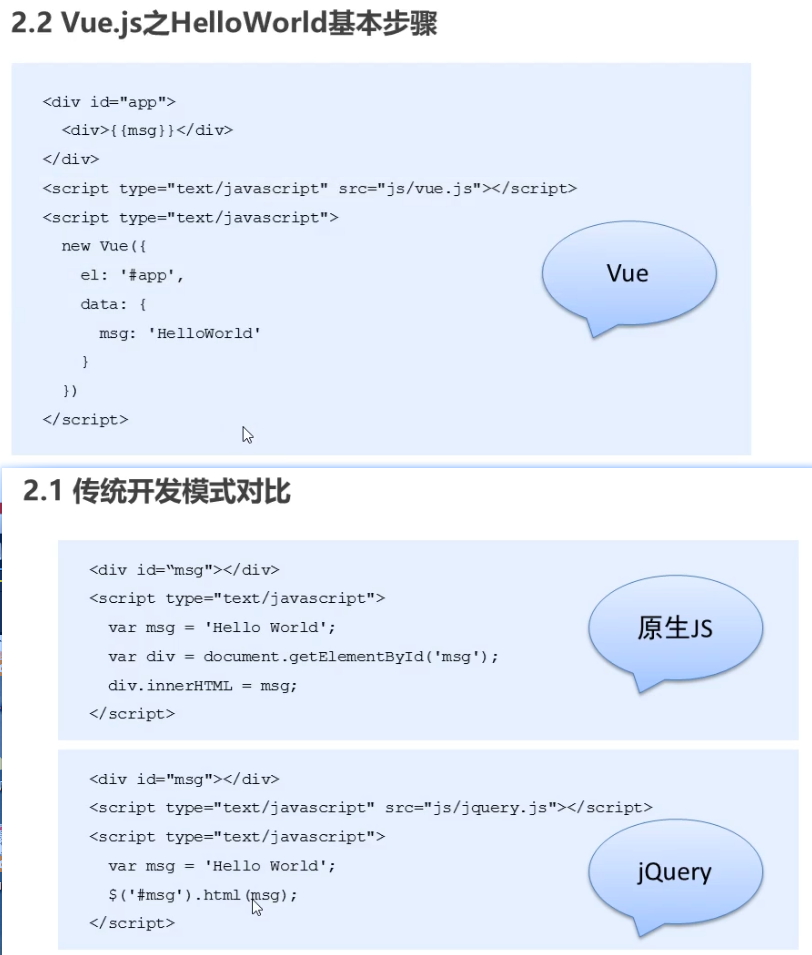 2.2 Vue.js之HelloWorld基本步骤
<div id="app">
<div>{{msg}}</div>
</div>
<script type="text/javascript" src="js/vue.js"></script>
<script type="text/javascript">
new Vue({
el: '#app',
data: {
msg: 'HelloWorld'
}
})
</script>
Vue
2.1 传统开发模式对比
<div id=“msg"></div>
<script type="text/javascript">
var msg = 'Hello World';
var div = document.getElementById('msg');
div.innerHTML = msg;
</script>
原生JS
<div id="msg"></div>
<script type="text/javascript" src="js/jquery.js"></script>
<script type="text/javascript">
var msg = 'Hello World';
$('#msg').html(msg);
</script>
jQuery